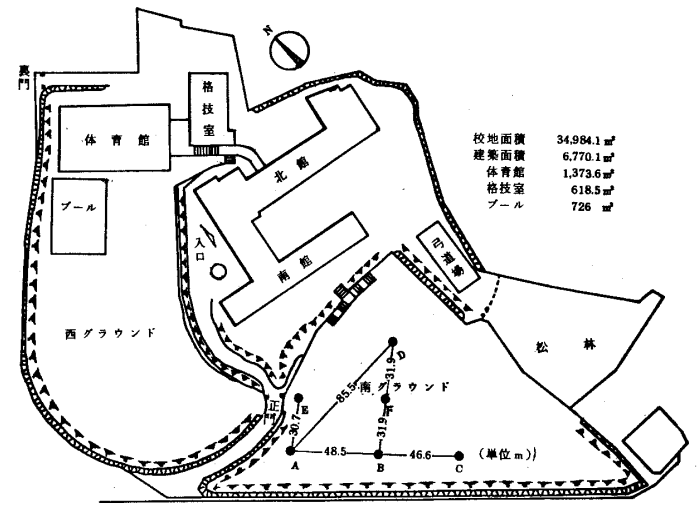 N
裏門
格技室
体育館
北館
プール
入口
南館
弓道場
校地面積 34,984.1㎡
建築面積 6,770.1㎡
体育館 1,373.6㎡
格技室 618.5㎡
プール 726 ㎡
西グラウンド
松林
正門
南グラウンド
D
E
F
31.9
85.5
30.7
31.9
A
48.5
B
46.6
C
(単位m)